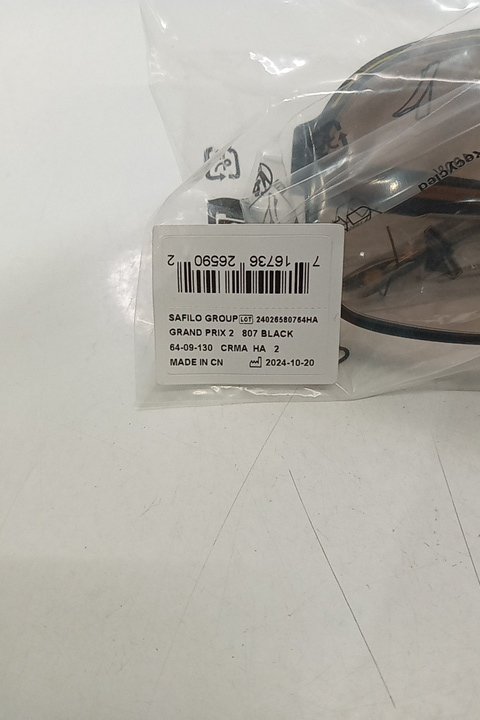 recycled
7 16736 26590 2
SAFILO GROUP LOT 24026580764HA
GRAND PRIX 2 807 BLACK
64-09-130 CRMA HA 2
MADE IN CN 2024-10-20